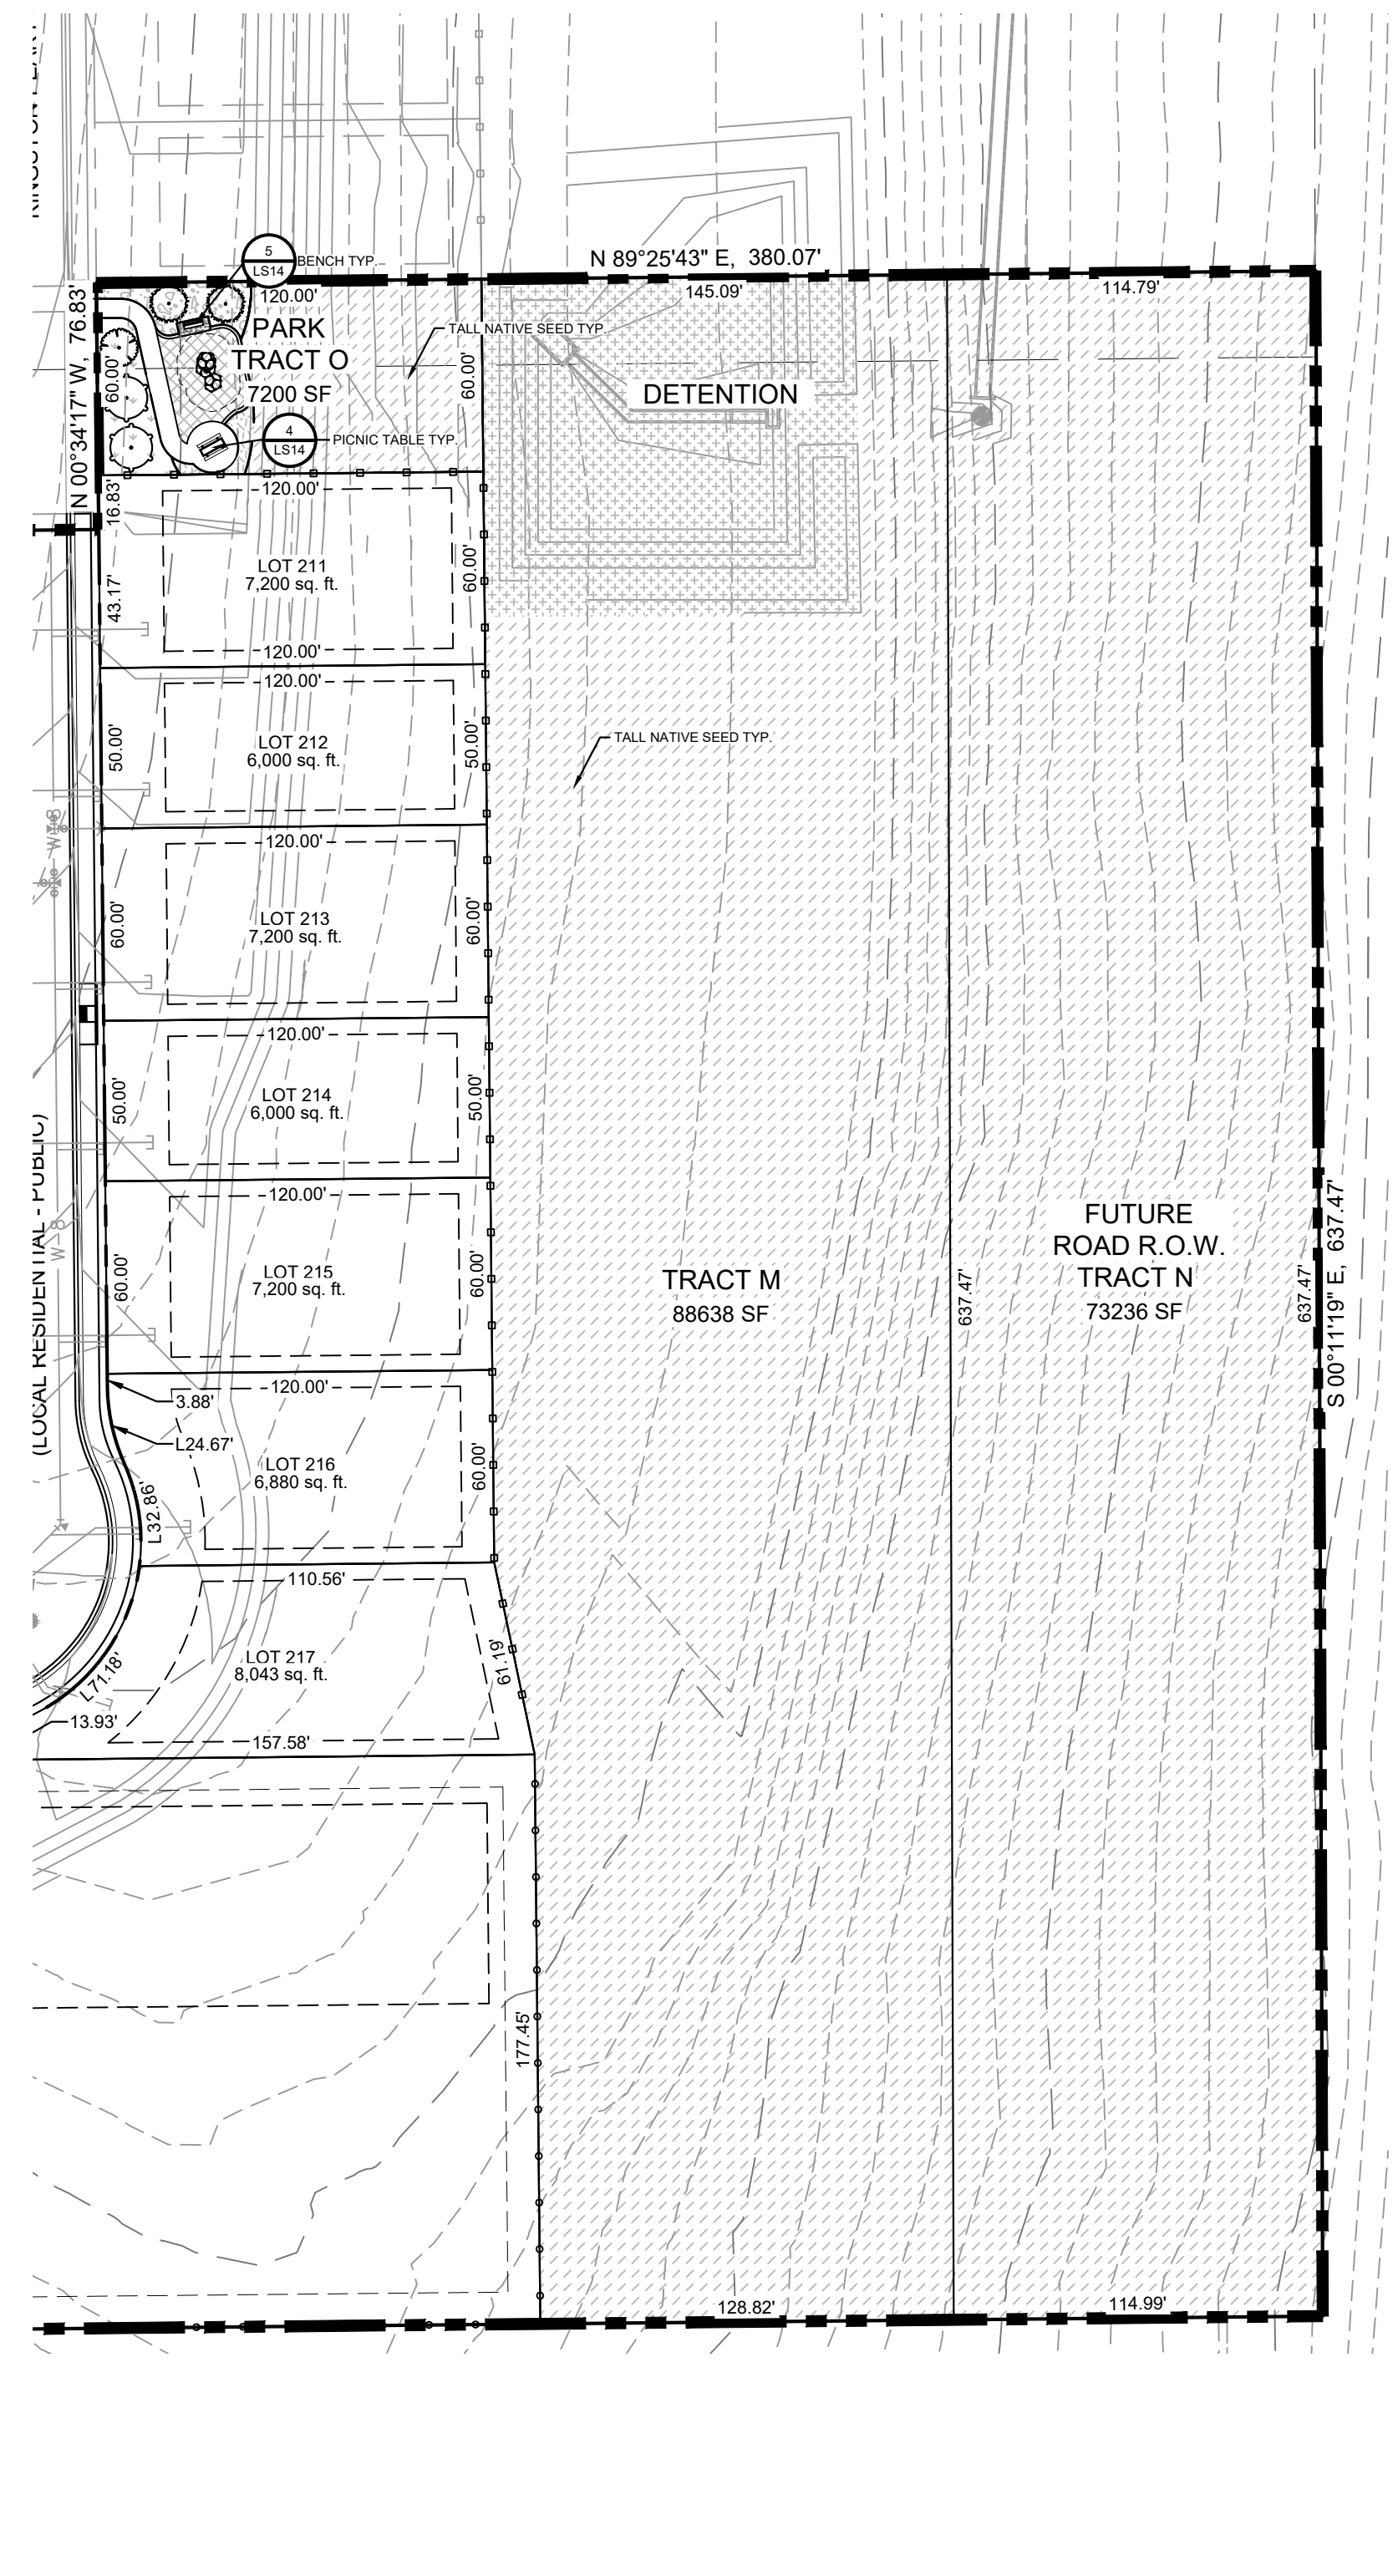 N 89°25'43" E, 380.07'
5
LS14
BENCH TYP.
120.00'
145.09'
114.79'
N 00°34'17" W, 76.83'
PARK
TRACT O
7200 SF
60.00'
60.00'
TALL NATIVE SEED TYP.
DETENTION
4
LS14
PICNIC TABLE TYP.
16.83'
120.00'
LOT 211
7,200 sq. ft.
60.00'
43.17'
120.00'
120.00'
LOT 212
6,000 sq. ft.
50.00'
50.00'
TALL NATIVE SEED TYP.
W-8
120.00'
LOT 213
7,200 sq. ft.
60.00'
60.00'
120.00'
LOT 214
6,000 sq. ft.
50.00'
50.00'
(LOCAL RESIDENTIAL - PUBLIC)
W-8
120.00'
LOT 215
7,200 sq. ft.
60.00'
60.00'
TRACT M
88638 SF
637.47'
FUTURE
ROAD R.O.W.
TRACT N
73236 SF
637.47'
S 00°11'19" E, 637.47'
3.88'
120.00'
L24.67'
LOT 216
6,880 sq. ft.
60.00'
L32.86'
110.56'
LOT 217
8,043 sq. ft.
61.19'
L71.18'
13.93'
157.58'
177.45'
128.82'
114.99'